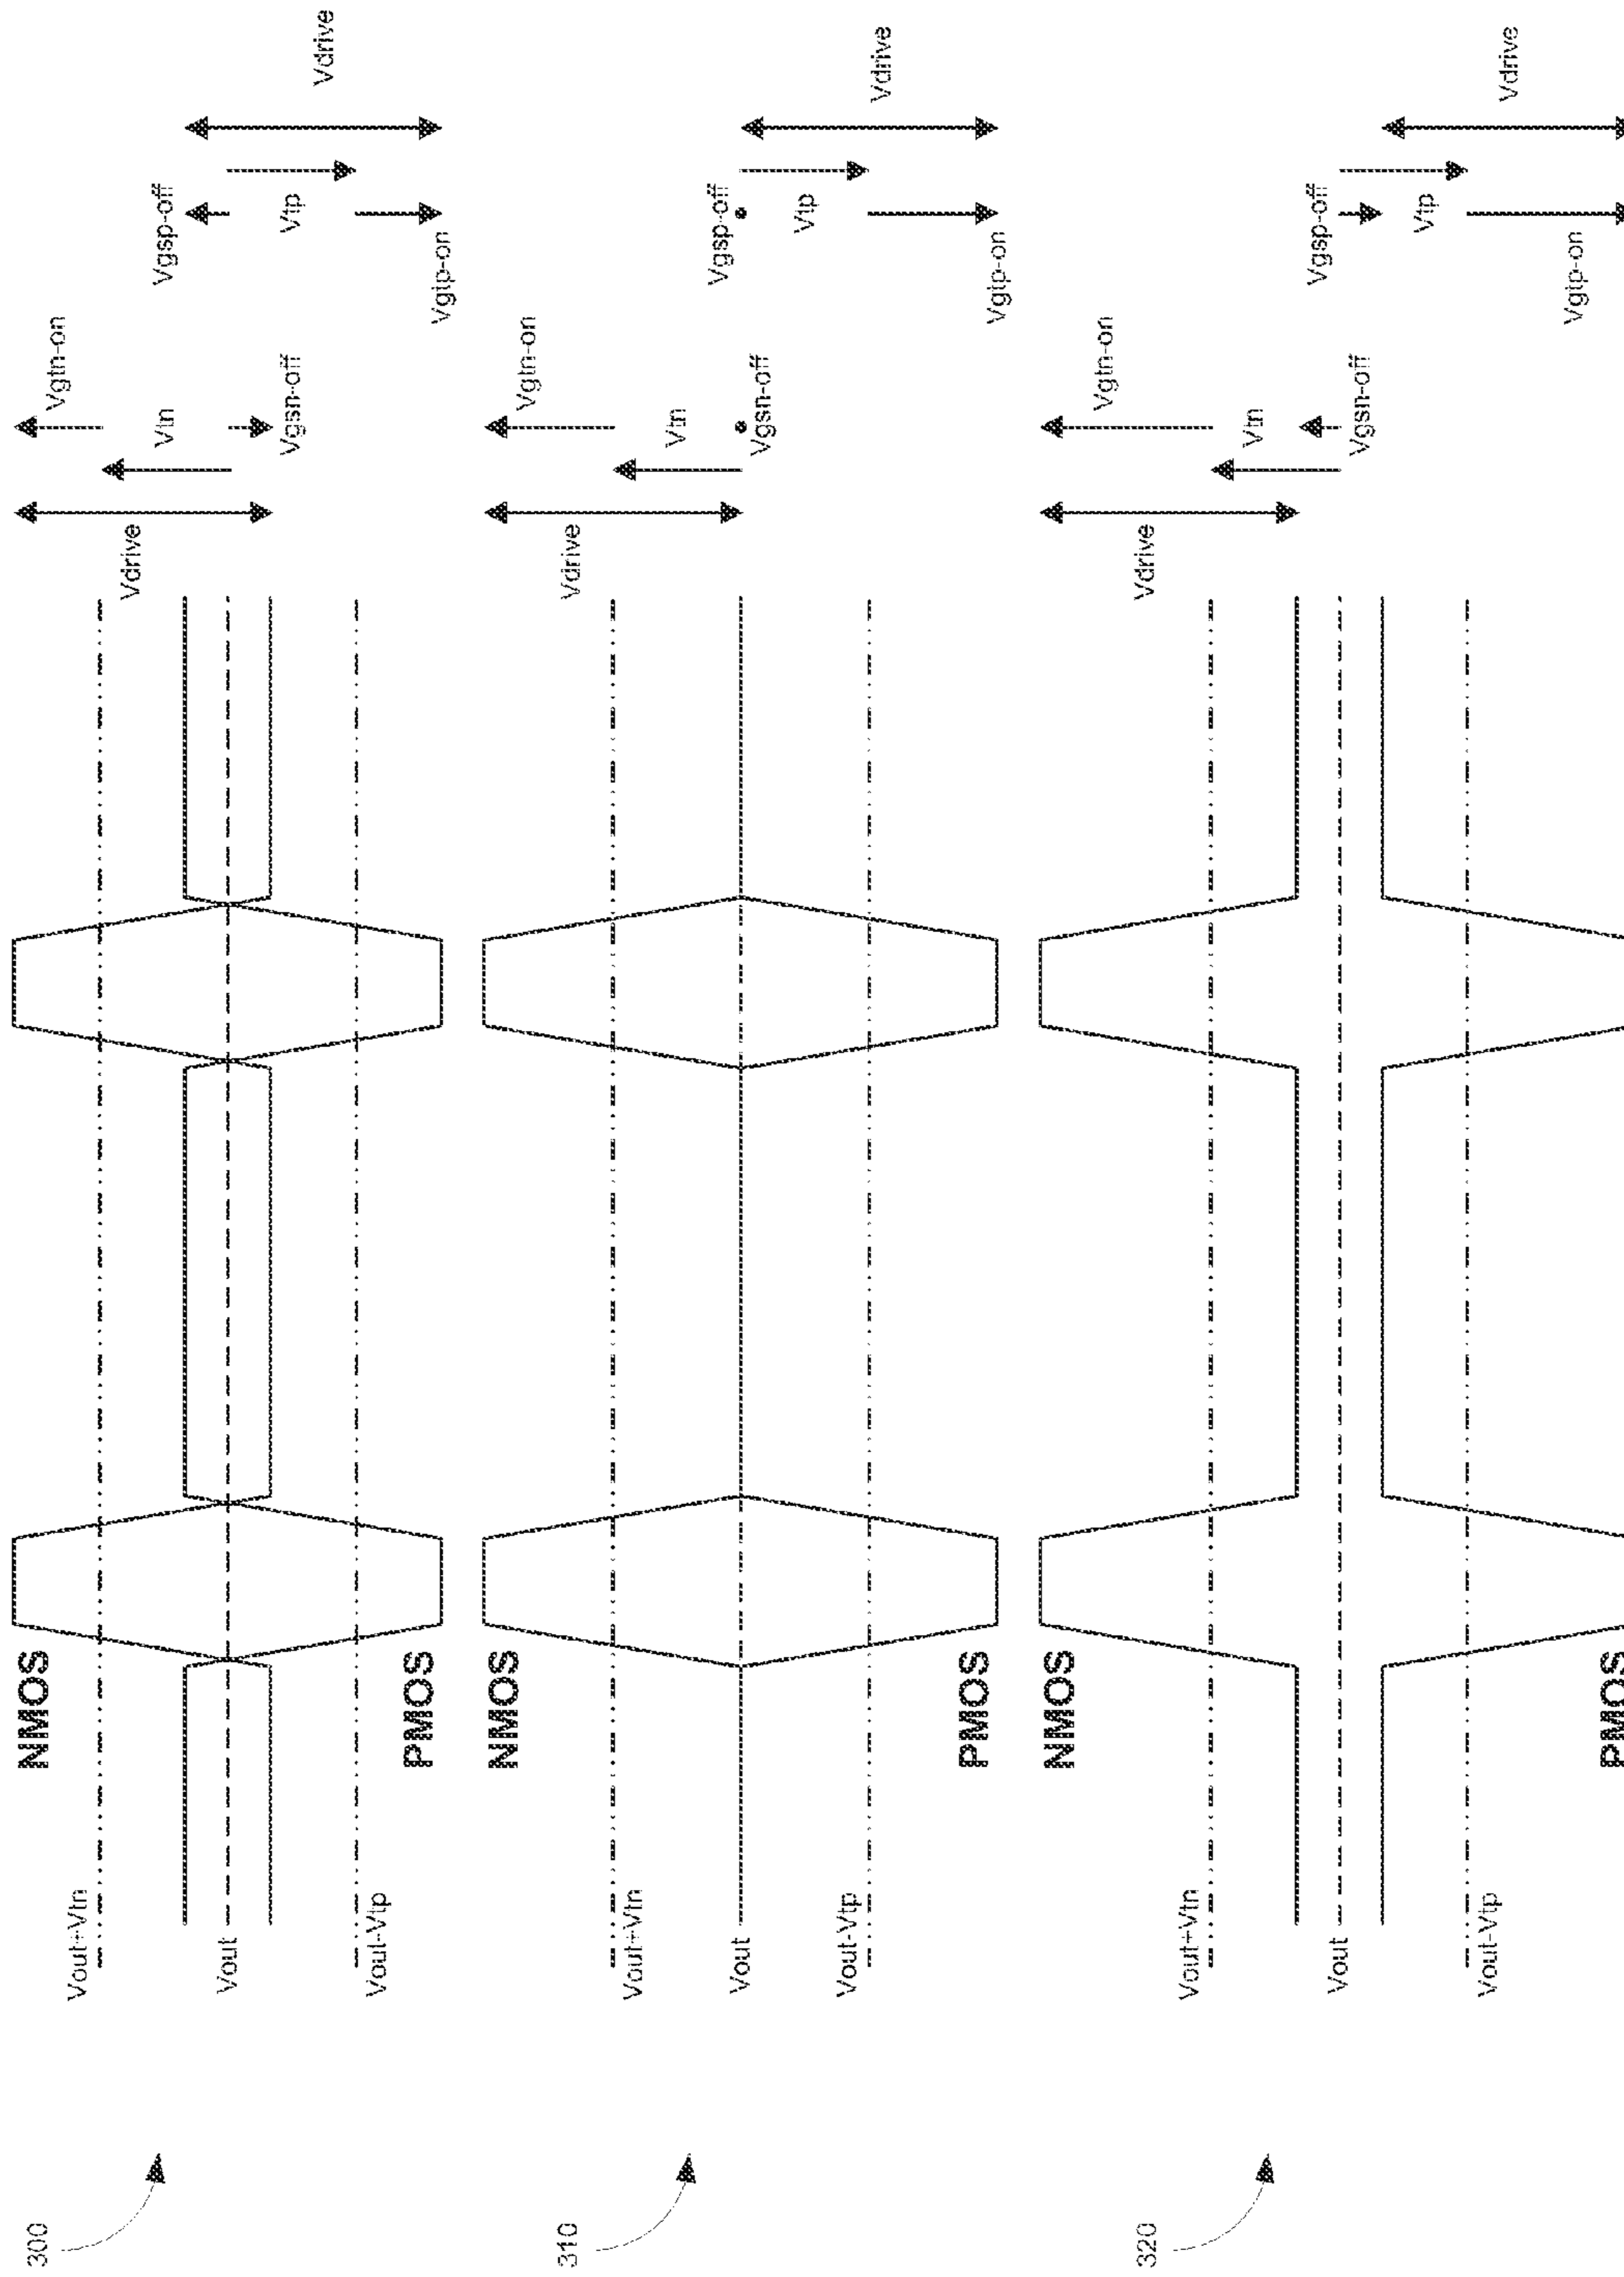 300
Vout+Vtn
Vout
Vout-Vtp
NMOS
PMOS
Vdrive
Vtn
Vgtn-on
Vgsn-off
Vgsp-off
Vtp
Vgtp-on
Vdrive
310
Vout+Vtn
Vout
Vout-Vtp
NMOS
PMOS
Vdrive
Vtn
Vgtn-on
Vgsn-off
Vgsp-off
Vtp
Vgtp-on
Vdrive
320
Vout+Vtn
Vout
Vout-Vtp
NMOS
PMOS
Vdrive
Vtn
Vgtn-on
Vgsn-off
Vgsp-off
Vtp
Vgtp-on
Vdrive